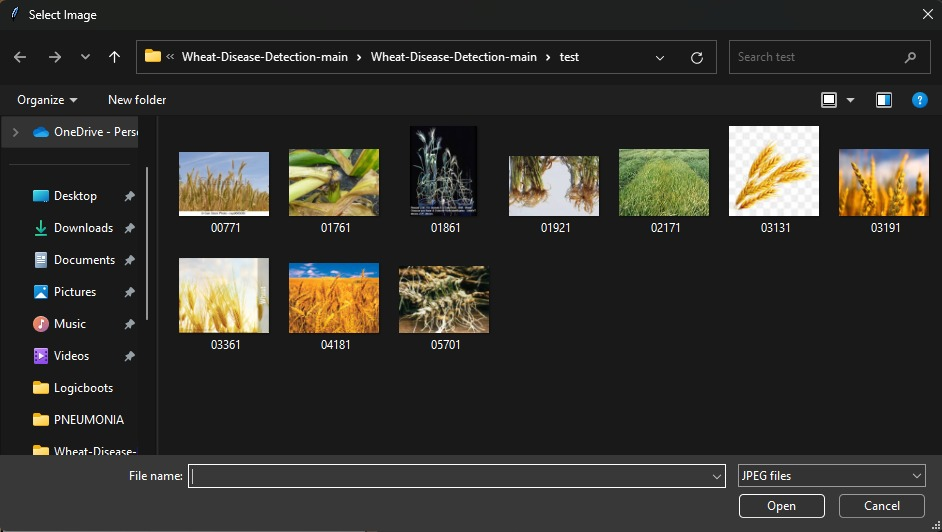 Select Image
« Wheat-Disease-Detection-main › Wheat-Disease-Detection-main › test
Search test
Organize
New folder
?
OneDrive - Pers
Desktop
Downloads
Documents
Pictures
Music
Videos
Logicboots
PNEUMONIA
Wheat-Disease-
00771
01761
01861
01921
02171
03131
03191
Wheat
03361
04181
05701
File name:
JPEG files
Open
Cancel